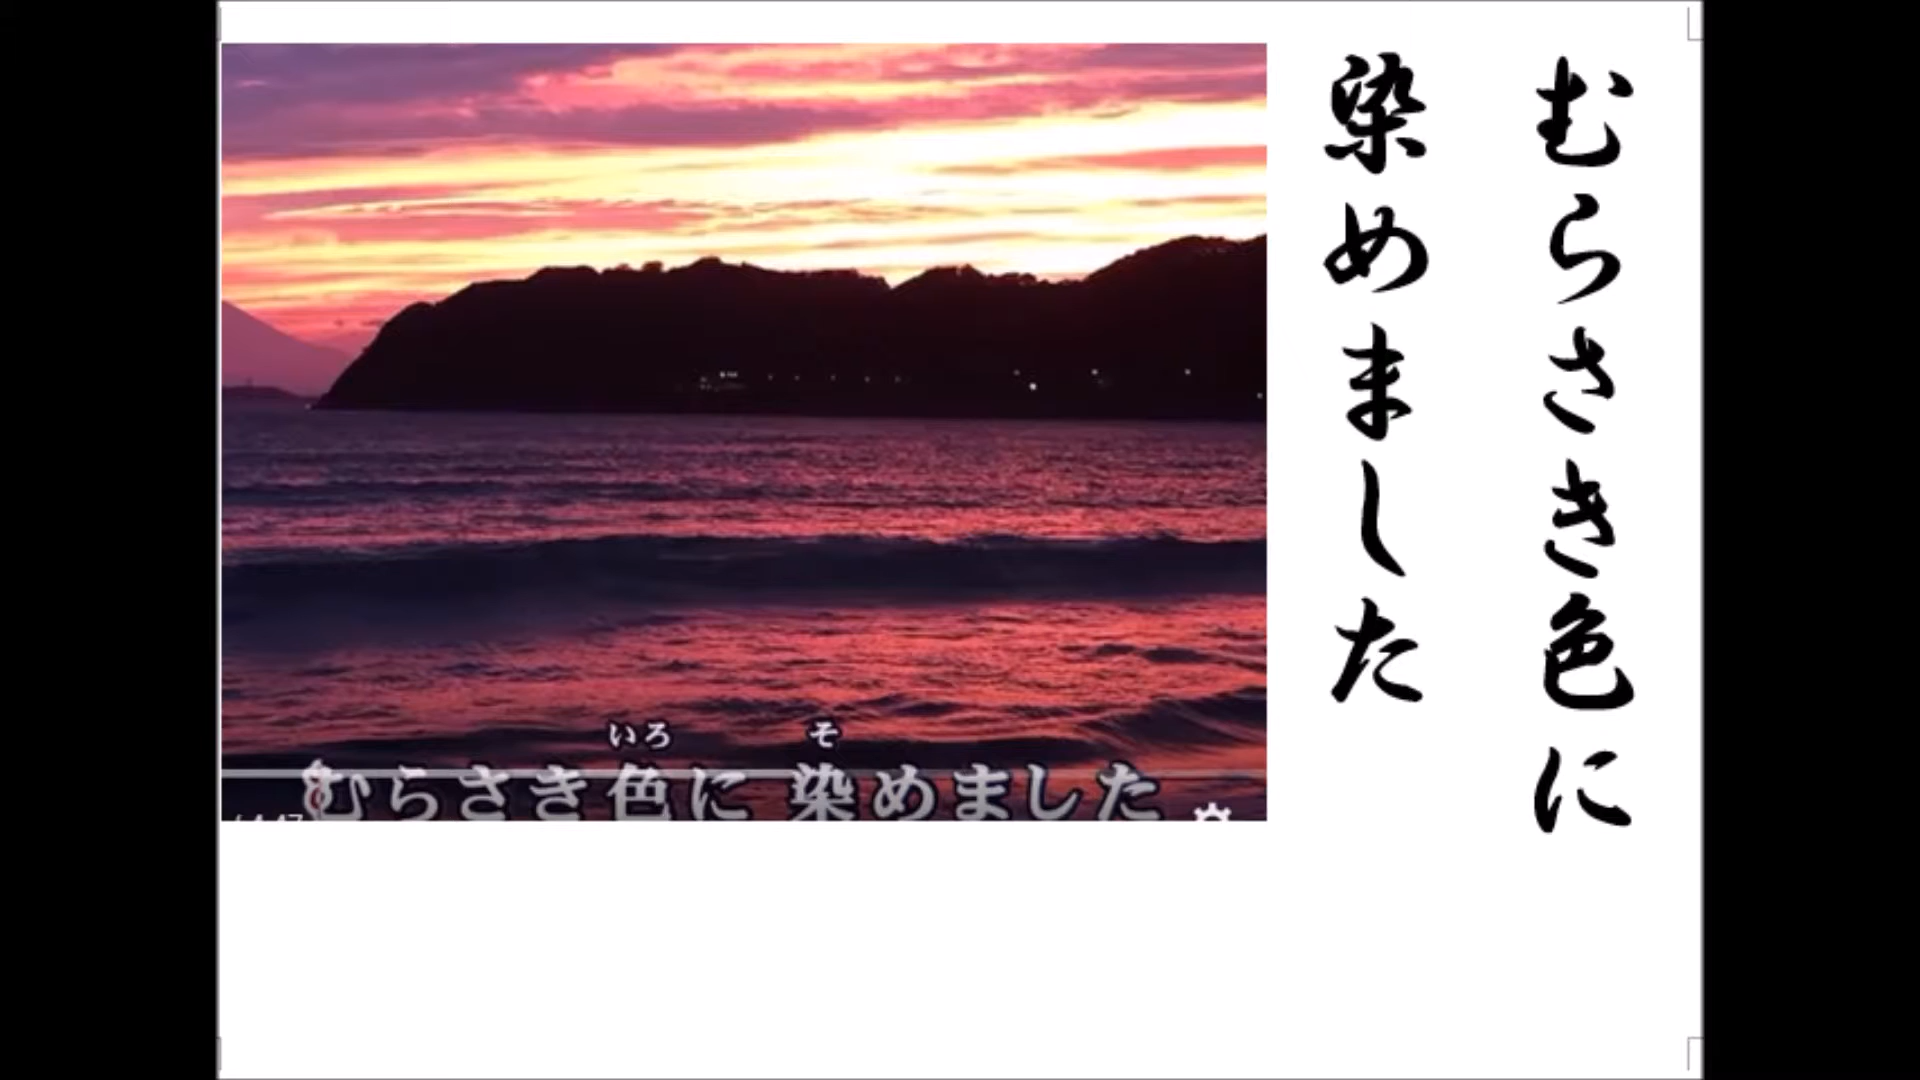 むらさき色に
染めました
いろ そ
むらさき色に 染めました